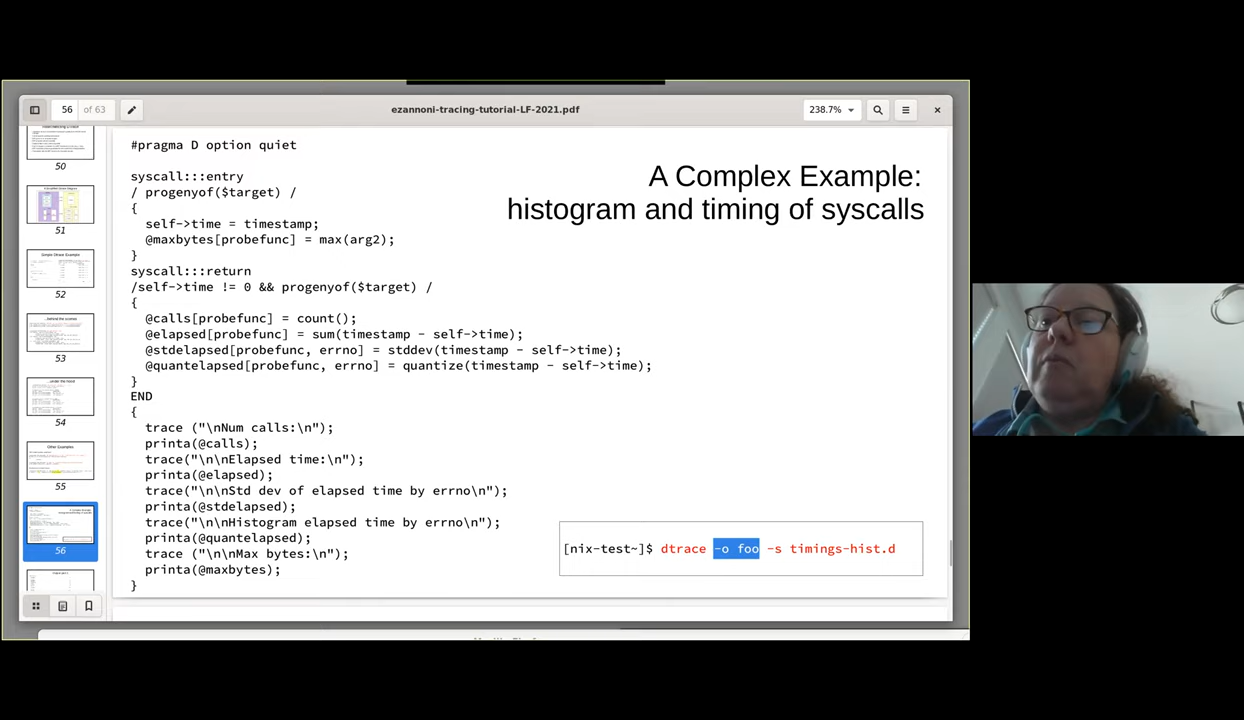 56 of 63
ezannoni-tracing-tutorial-LF-2021.pdf
238.7%
50
51
Simple Dtrace Examples
52
53
54
Other Examples
55
56
#pragma D option quiet
A Complex Example:
histogram and timing of syscalls
syscall:::entry
/ progenyof($target) /
{
self->time = timestamp;
@maxbytes[probefunc] = max(arg2);
}
syscall:::return
/self->time != 0 && progenyof($target) /
{
@calls[probefunc] = count();
@elapsed[probefunc] = sum(timestamp - self->time);
@stdelapsed[probefunc, errno] = stddev(timestamp - self->time);
@quantelapsed[probefunc, errno] = quantize(timestamp - self->time);
}
END
{
trace ("\nNum calls:\n");
printa(@calls);
trace("\n\nElapsed time:\n");
printa(@elapsed);
trace("\n\nStd dev of elapsed time by errno\n");
printa(@stdelapsed);
trace("\n\nHistogram elapsed time by errno\n");
printa(@quantelapsed);
trace ("\n\nMax bytes:\n");
printa(@maxbytes);
}
[nix-test~]$ dtrace -o foo -s timings-hist.d